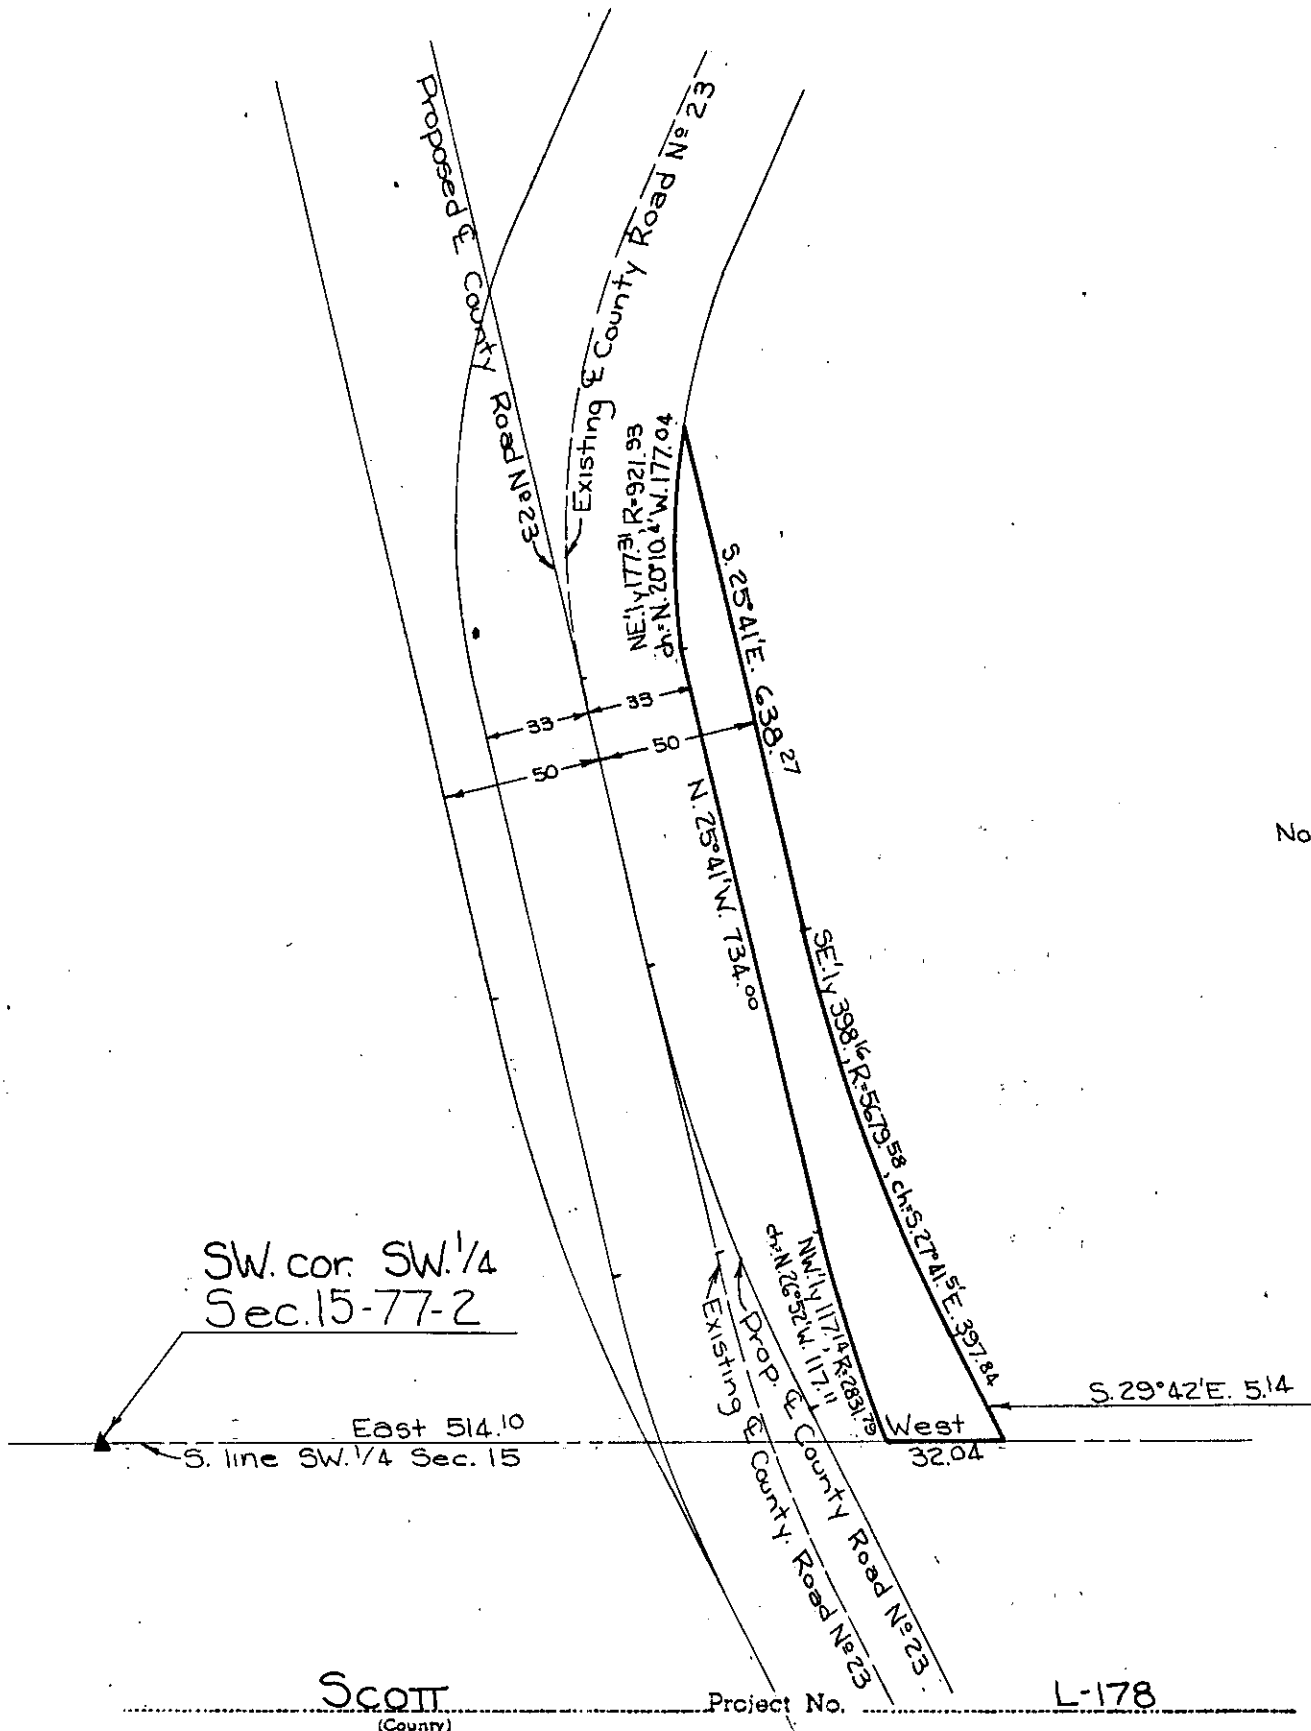 Proposed ℄ County Road Nº 23
Existing ℄ County Road Nº 23
NE'ly 177.31 R=921.93
ch=N.20°10.4'W. 177.04
S.25°41'E. 638.27
33
33
50
50
N.25°41'W. 734.00
No
SE'ly 398.16, R=5679.58, ch=S.27°41.5'E. 397.84
NW'ly 117.14, R=2831.79
ch=N.26°52'W. 117.11
SW. cor. SW. 1/4
Sec. 15-77-2
Existing ℄ County Road Nº 23
Prop. ℄ County Road Nº 23
S.29°42'E. 5.14
East 514.10
West
32.04
S. line SW. 1/4 Sec. 15
Scott
Project No.
L-178
(County)